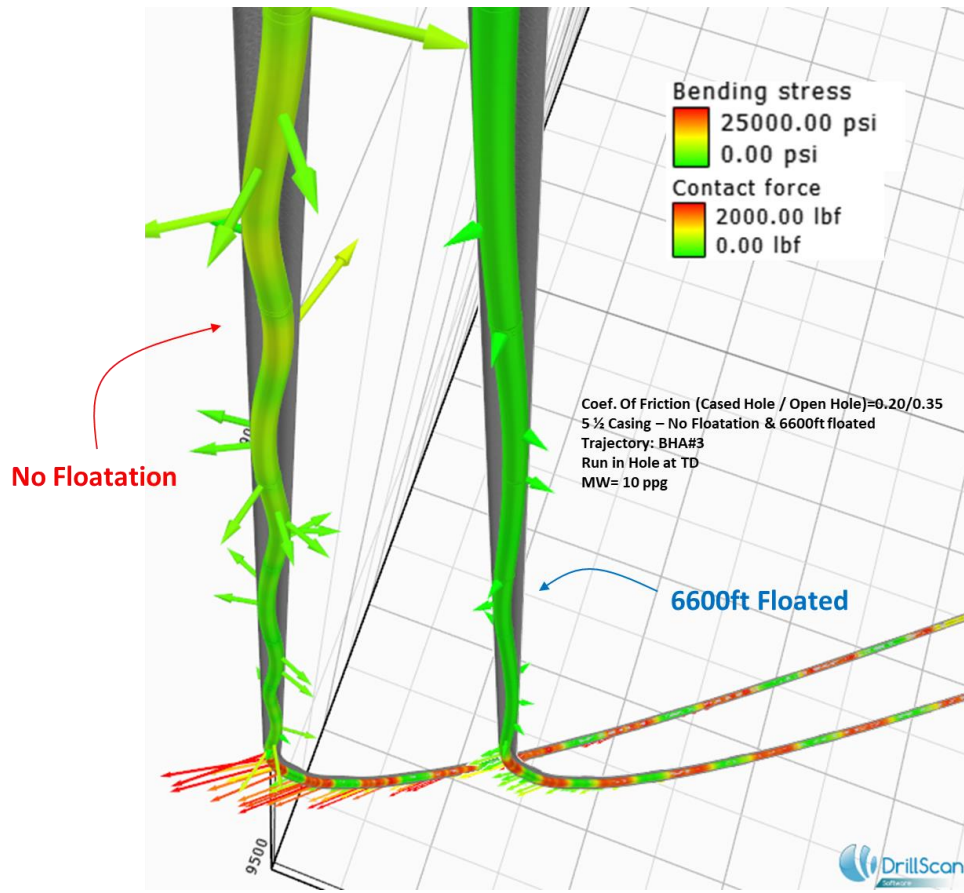 Bending stress
25000.00 psi
0.00 psi
Contact force
2000.00 lbf
0.00 lbf
Coef. Of Friction (Cased Hole / Open Hole)=0.20/0.35
5 ½ Casing – No Floatation & 6600ft floated
Trajectory: BHA#3
Run in Hole at TD
MW= 10 ppg
No Floatation
6600ft Floated
9500
DrillScan
Software